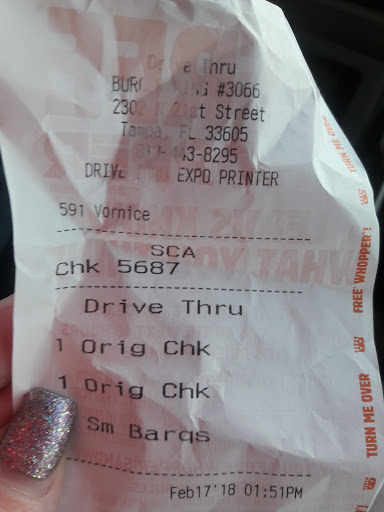 Drive Thru
#3066
21st Street
Tampa, FL 33605
-8295
EXPO PRINTER
591 Vornice
SCA
Chk 5687
Drive Thru
1 Orig Chk
1 Orig Chk
Sm Barqs
Feb17'18 01:51PM
TURN ME OVER
FREE WHOPPER!
TURN ME OVER